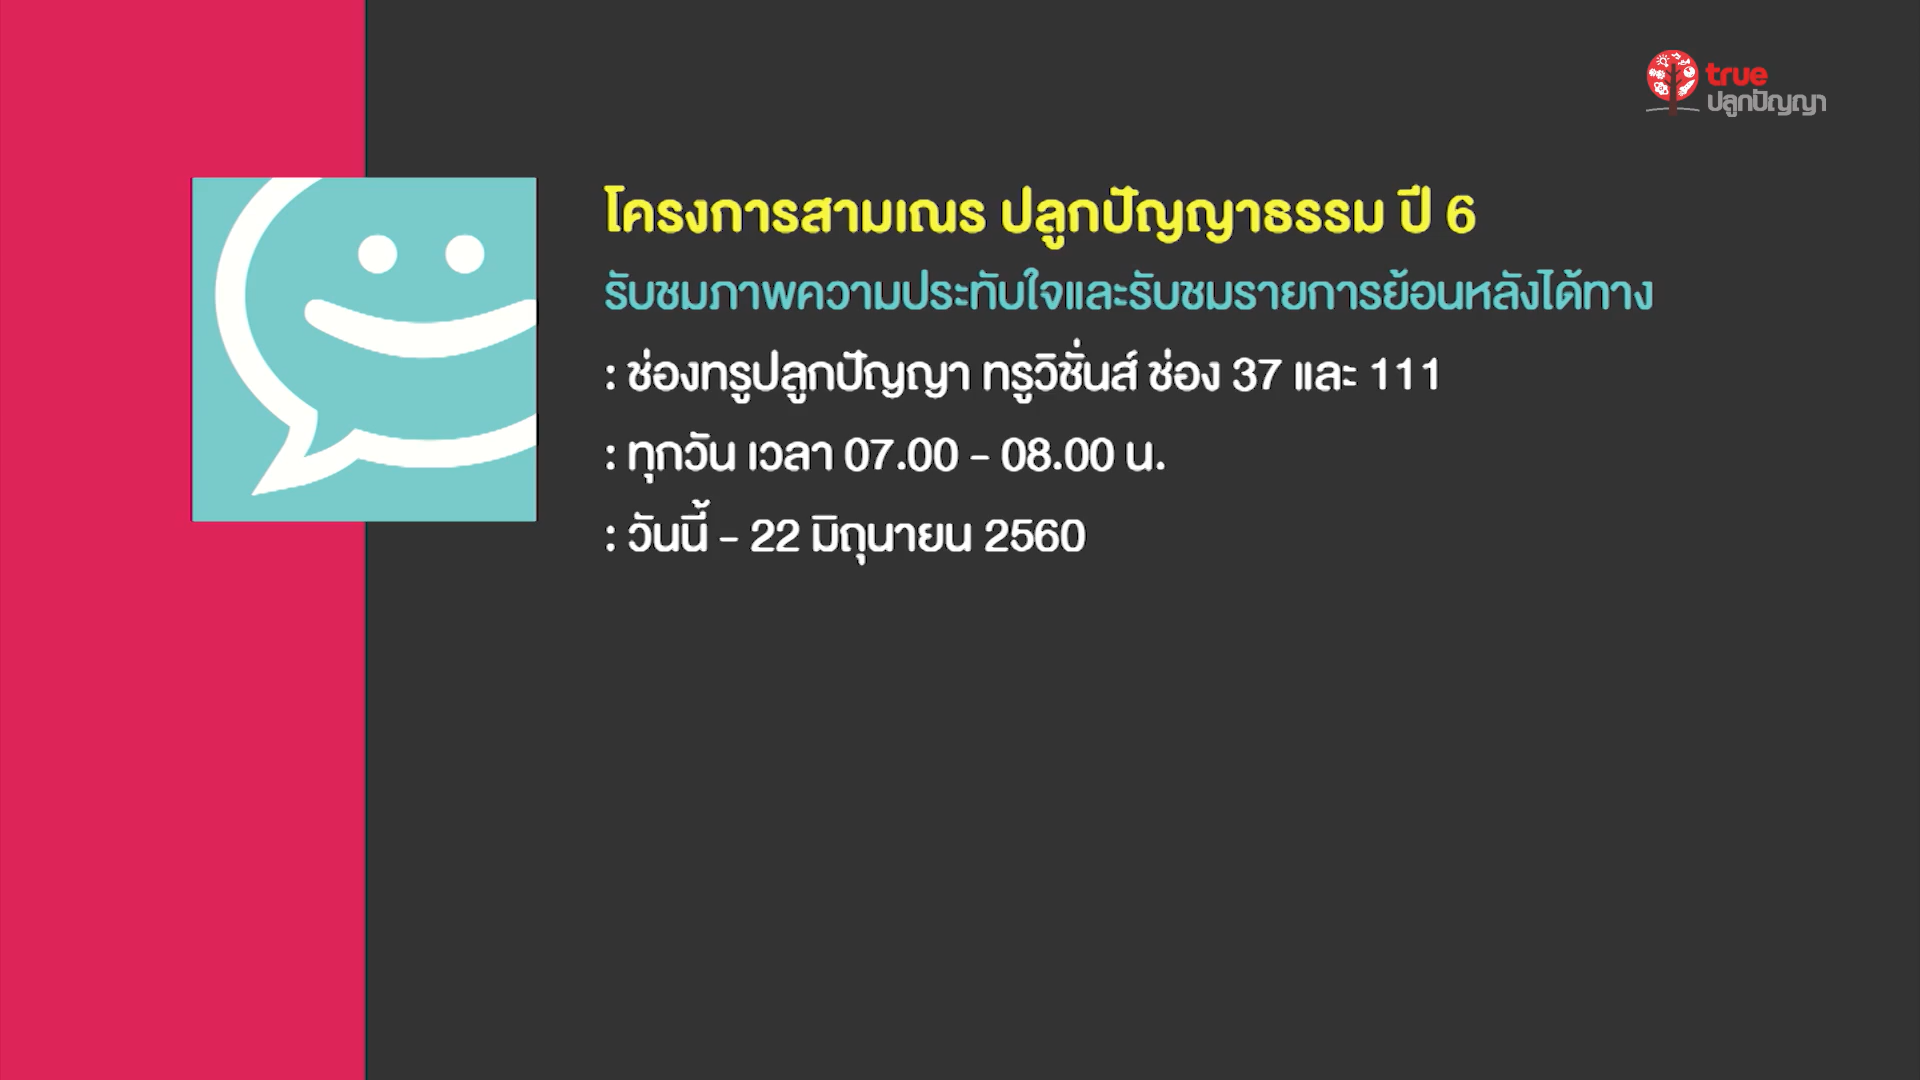 true
ปลูกปัญญา
โครงการสามเณร ปลูกปัญญาธรรม ปี 6
รับชมภาพความประทับใจและรับชมรายการย้อนหลังได้ทาง
: ช่องทรูปลูกปัญญา ทรูวิชั่นส์ ช่อง 37 และ 111
: ทุกวัน เวลา 07.00 - 08.00 น.
: วันนี้ - 22 มิถุนายน 2560